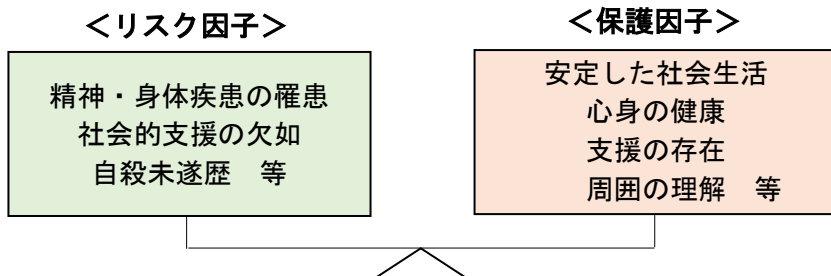 ＜リスク因子＞
精神・身体疾患の罹患
社会的支援の欠如
自殺未遂歴　等
＜保護因子＞
安定した社会生活
心身の健康
支援の存在
周囲の理解　等